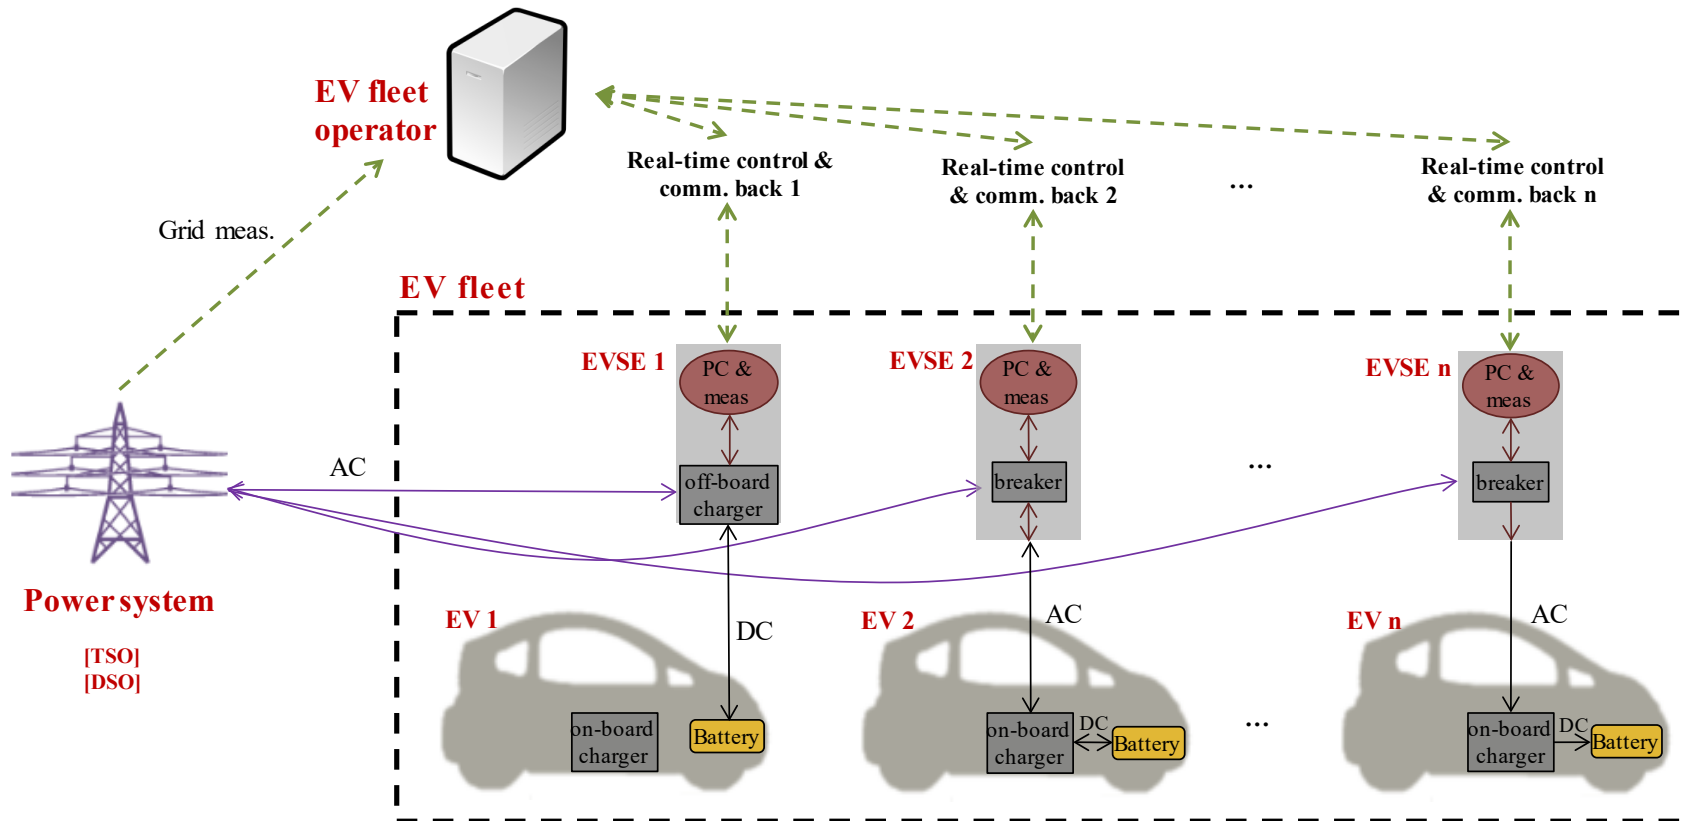 EV fleet
operator
Real-time control &
comm. back 1
Real-time control
& comm. back 2
...
Real-time control
& comm. back n
Grid meas.
EV fleet
EVSE 1
PC &
meas
EVSE 2
PC &
meas
EVSE n
PC &
meas
AC
off-board
charger
breaker
...
breaker
Power system
[TSO]
[DSO]
EV 1
DC
EV 2
AC
EV n
AC
on-board
charger
Battery
on-board
charger
DC
Battery
...
on-board
charger
DC
Battery